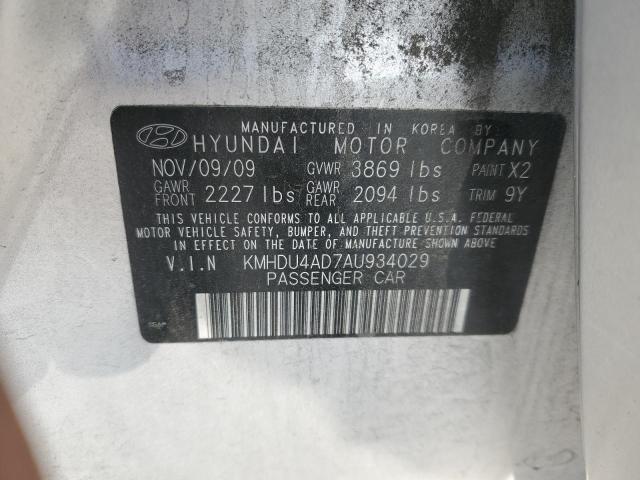 MANUFACTURED IN KOREA BY
HYUNDAI MOTOR COMPANY
NOV/09/09 GVWR 3869 lbs PAINT X2
GAWR FRONT 2227 lbs GAWR REAR 2094 lbs TRIM 9Y
THIS VEHICLE CONFORMS TO ALL APPLICABLE U.S.A. FEDERAL
MOTOR VEHICLE SAFETY, BUMPER, AND THEFT PREVENTION STANDARDS
IN EFFECT ON THE DATE OF MANUFACTURE SHOWN ABOVE
V.I.N KMHDU4AD7AU934029
PASSENGER CAR